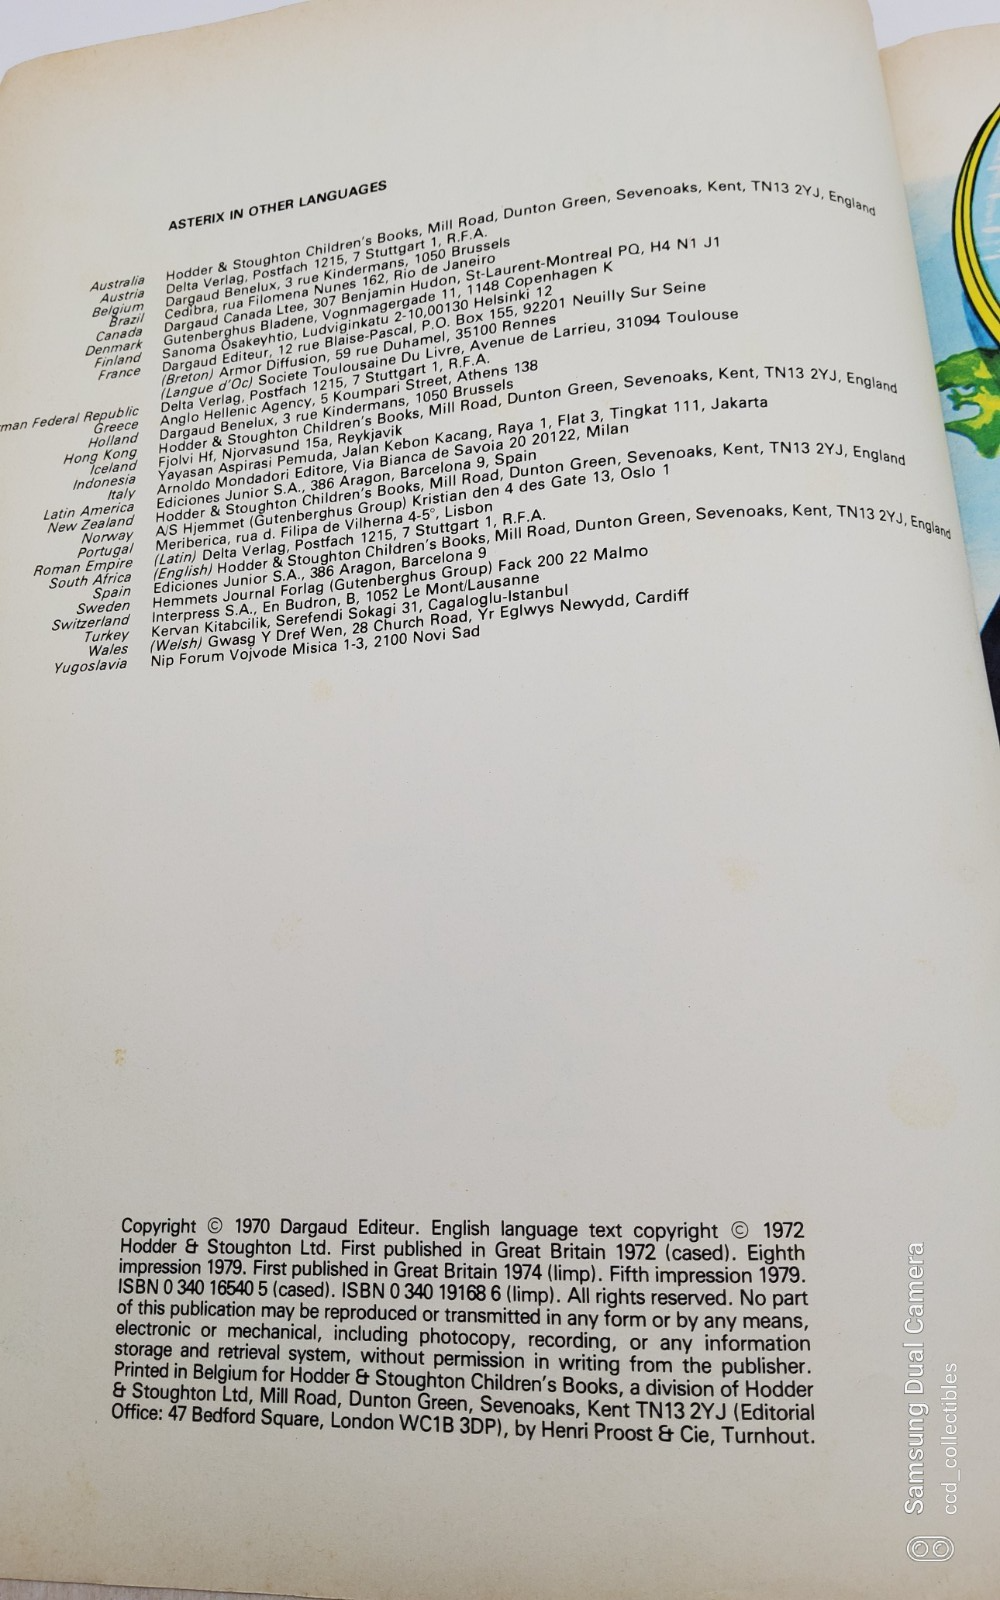 ASTERIX IN OTHER LANGUAGES
Australia Hodder & Stoughton Children's Books, Mill Road, Dunton Green, Sevenoaks, Kent, TN13 2YJ, England
Austria Delta Verlag, Postfach 1215, 7 Stuttgart 1, R.F.A.
Belgium Dargaud Benelux, 3 rue Kindermans, 1050 Brussels
Brazil Cedibra, rua Filomena Nunes 162, Rio de Janeiro
Canada Dargaud Canada Ltee, 307 Benjamin Hudon, St-Laurent-Montreal PQ, H4 N1 J1
Denmark Gutenberghus Bladene, Vognmagergade 11, 1148 Copenhagen K
Finland Sanoma Osakeyhtio, Ludviginkatu 2-10,00130 Helsinki 12
France Dargaud Editeur, 12 rue Blaise-Pascal, P.O. Box 155, 92201 Neuilly Sur Seine
(Breton) Armor Diffusion, 59 rue Duhamel, 35100 Rennes
(Langue d'Oc) Societe Toulousaine Du Livre, Avenue de Larrieu, 31094 Toulouse
man Federal Republic Delta Verlag, Postfach 1215, 7 Stuttgart 1, R.F.A.
Greece Anglo Hellenic Agency, 5 Koumpari Street, Athens 138
Holland Dargaud Benelux, 3 rue Kindermans, 1050 Brussels
Hong Kong Hodder & Stoughton Children's Books, Mill Road, Dunton Green, Sevenoaks, Kent, TN13 2YJ, England
Iceland Fjolvi Hf, Njorvasund 15a, Reykjavik
Indonesia Yayasan Aspirasi Pemuda, Jalan Kebon Kacang, Raya 1, Flat 3, Tingkat 111, Jakarta
Italy Arnoldo Mondadori Editore, Via Bianca de Savoia 20 20122, Milan
Latin America Ediciones Junior S.A., 386 Aragon, Barcelona 9, Spain
New Zealand Hodder & Stoughton Children's Books, Mill Road, Dunton Green, Sevenoaks, Kent, TN13 2YJ, England
Norway A/S Hjemmet (Gutenberghus Group) Kristian den 4 des Gate 13, Oslo 1
Portugal Meriberica, rua d. Filipa de Vilherna 4-5°, Lisbon
Roman Empire (Latin) Delta Verlag, Postfach 1215, 7 Stuttgart 1, R.F.A.
South Africa (English) Hodder & Stoughton Children's Books, Mill Road, Dunton Green, Sevenoaks, Kent, TN13 2YJ, England
Spain Ediciones Junior S.A., 386 Aragon, Barcelona 9
Sweden Hemmets Journal Forlag (Gutenberghus Group) Fack 200 22 Malmo
Switzerland Interpress S.A., En Budron, B, 1052 Le Mont/Lausanne
Turkey Kervan Kitabcilik, Serefendi Sokagi 31, Cagaloglu-Istanbul
Wales (Welsh) Gwasg Y Dref Wen, 28 Church Road, Yr Eglwys Newydd, Cardiff
Yugoslavia Nip Forum Vojvode Misica 1-3, 2100 Novi Sad
Copyright © 1970 Dargaud Editeur. English language text copyright © 1972
Hodder & Stoughton Ltd. First published in Great Britain 1972 (cased). Eighth
impression 1979. First published in Great Britain 1974 (limp). Fifth impression 1979.
ISBN 0 340 16540 5 (cased). ISBN 0 340 19168 6 (limp). All rights reserved. No part
of this publication may be reproduced or transmitted in any form or by any means,
electronic or mechanical, including photocopy, recording, or any information
storage and retrieval system, without permission in writing from the publisher.
Printed in Belgium for Hodder & Stoughton Children's Books, a division of Hodder
& Stoughton Ltd, Mill Road, Dunton Green, Sevenoaks, Kent TN13 2YJ (Editorial
Office: 47 Bedford Square, London WC1B 3DP), by Henri Proost & Cie, Turnhout.
Samsung Dual Camera
ccd_collectibles